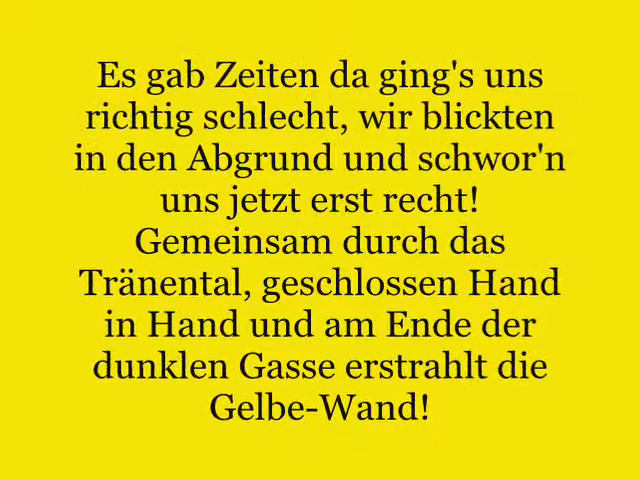 Es gab Zeiten da ging's uns
richtig schlecht, wir blickten
in den Abgrund und schwor'n
uns jetzt erst recht!
Gemeinsam durch das
Tränental, geschlossen Hand
in Hand und am Ende der
dunklen Gasse erstrahlt die
Gelbe-Wand!